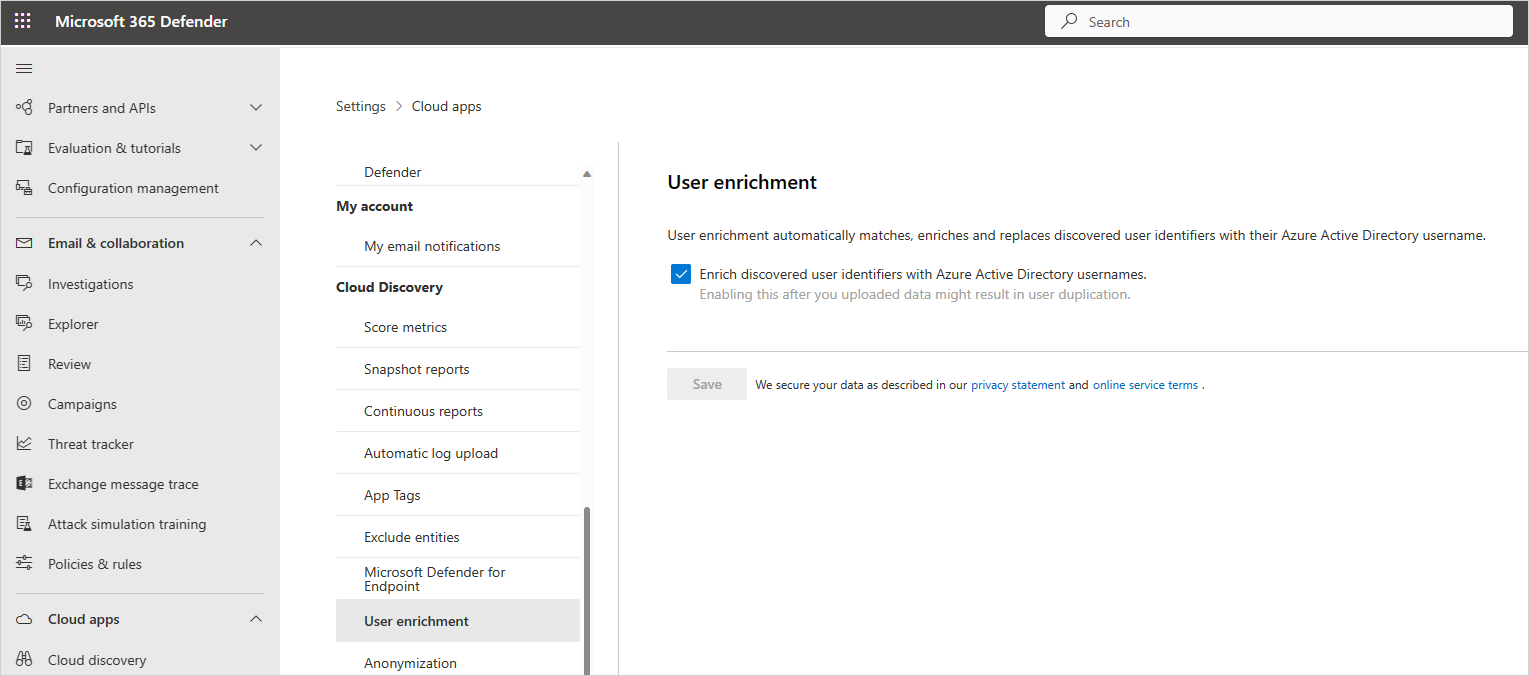 Microsoft 365 Defender
Search
Partners and APIs
Evaluation & tutorials
Configuration management
Email & collaboration
Investigations
Explorer
Review
Campaigns
Threat tracker
Exchange message trace
Attack simulation training
Policies & rules
Cloud apps
Cloud discovery
Settings > Cloud apps
Defender
My account
My email notifications
Cloud Discovery
Score metrics
Snapshot reports
Continuous reports
Automatic log upload
App Tags
Exclude entities
Microsoft Defender for
Endpoint
User enrichment
Anonymization
User enrichment
User enrichment automatically matches, enriches and replaces discovered user identifiers with their Azure Active Directory username.
Enrich discovered user identifiers with Azure Active Directory usernames.
Enabling this after you uploaded data might result in user duplication.
Save We secure your data as described in our privacy statement and online service terms .